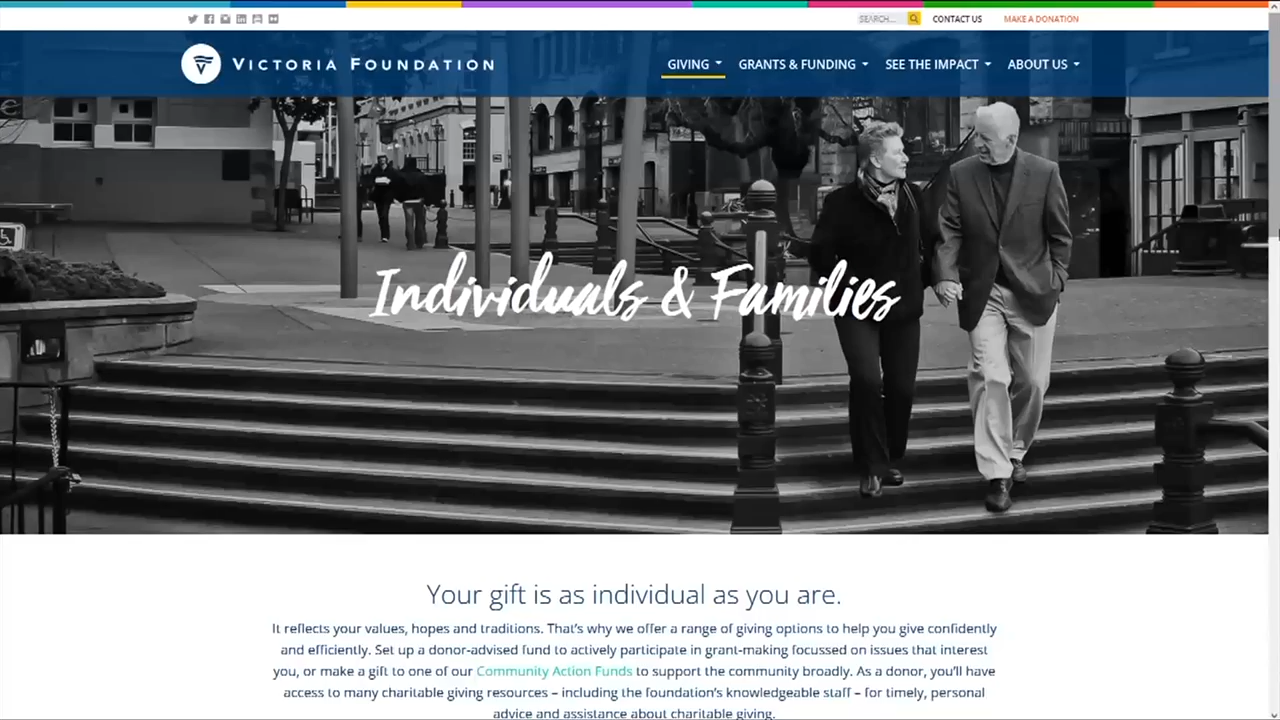 SEARCH...
CONTACT US
MAKE A DONATION
VICTORIA FOUNDATION
GIVING
GRANTS & FUNDING
SEE THE IMPACT
ABOUT US
Individuals & Families
Your gift is as individual as you are.
It reflects your values, hopes and traditions. That's why we offer a range of giving options to help you give confidently
and efficiently. Set up a donor-advised fund to actively participate in grant-making focussed on issues that interest
you, or make a gift to one of our Community Action Funds to support the community broadly. As a donor, you'll have
access to many charitable giving resources – including the foundation's knowledgeable staff – for timely, personal
advice and assistance about charitable giving.